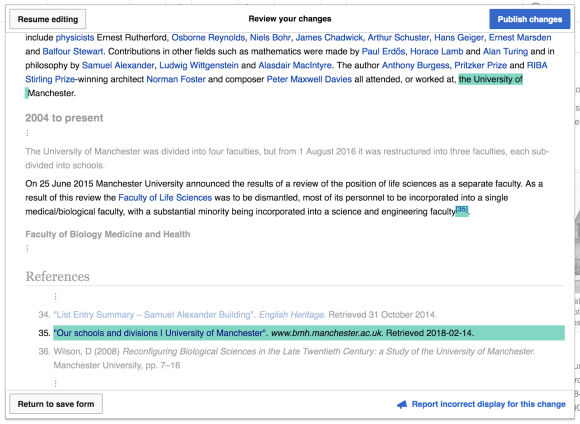 Resume editing
Review your changes
Publish changes
include physicists Ernest Rutherford, Osborne Reynolds, Niels Bohr, James Chadwick, Arthur Schuster, Hans Geiger, Ernest Marsden
and Balfour Stewart. Contributions in other fields such as mathematics were made by Paul Erdős, Horace Lamb and Alan Turing and in
philosophy by Samuel Alexander, Ludwig Wittgenstein and Alasdair MacIntyre. The author Anthony Burgess, Pritzker Prize and RIBA
Stirling Prize-winning architect Norman Foster and composer Peter Maxwell Davies all attended, or worked at, the University of
Manchester.
2004 to present
The University of Manchester was divided into four faculties, but from 1 August 2016 it was restructured into three faculties, each sub-
divided into schools.
On 25 June 2015 Manchester University announced the results of a review of the position of life sciences as a separate faculty. As a
result of this review the Faculty of Life Sciences was to be dismantled, most of its personnel to be incorporated into a single
medical/biological faculty, with a substantial minority being incorporated into a science and engineering faculty[35].
Faculty of Biology Medicine and Health
References
34. "List Entry Summary – Samuel Alexander Building". English Heritage. Retrieved 31 October 2014.
35. "Our schools and divisions | University of Manchester". www.bmh.manchester.ac.uk. Retrieved 2018-02-14.
36. Wilson, D (2008) Reconfiguring Biological Sciences in the Late Twentieth Century: a Study of the University of Manchester.
Manchester University, pp. 7–16
Return to save form
Report incorrect display for this change